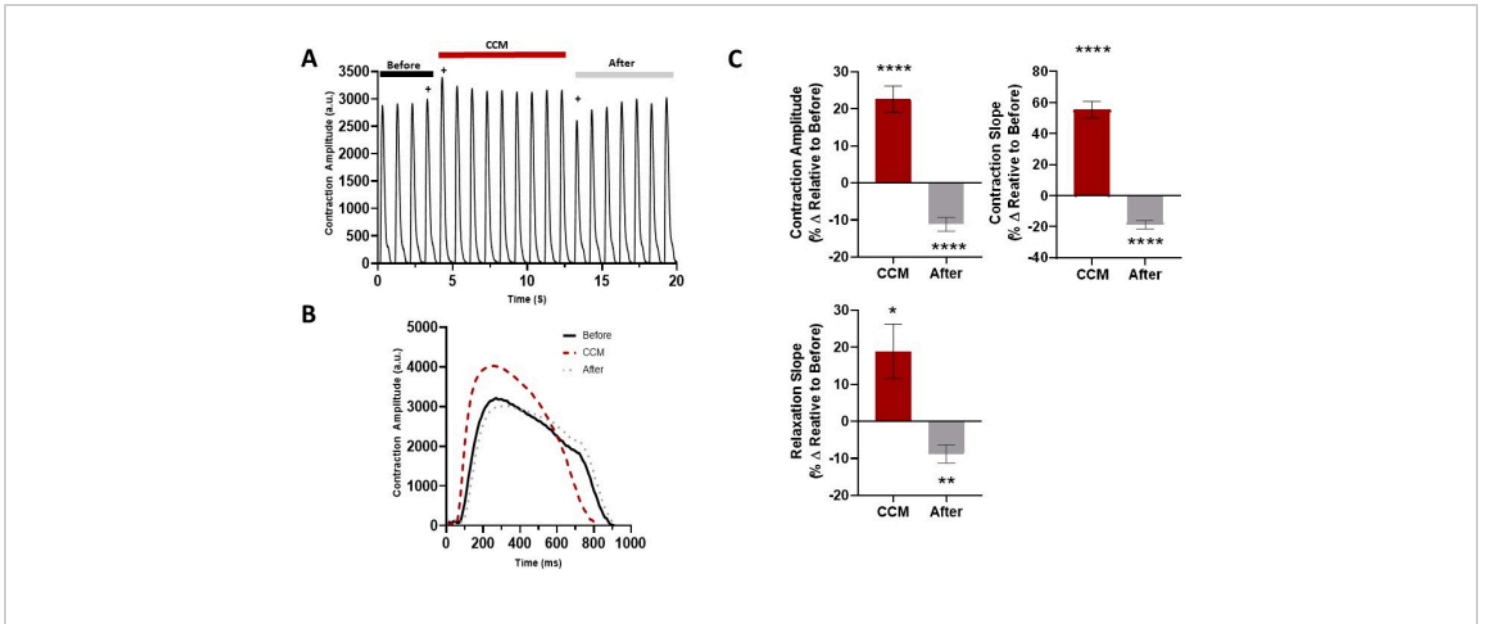 A
CCM
Before
After
+
+
+
Contraction Amplitude (a.u.)
3500
3000
2500
2000
1500
1000
500
0
0
5
10
15
20
Time (S)
B
Contraction Amplitude (a.u.)
5000
4000
3000
2000
1000
0
Before
CCM
After
0
200
400
600
800
1000
Time (ms)
C
Contraction Amplitude
(% Δ Relative to Before)
30
20
10
0
-10
-20
****
****
CCM
After
Contraction Slope
(% Δ Reative to Before)
80
60
40
20
0
-20
-40
****
****
CCM
After
Relaxation Slope
(% Δ Reative to Before)
30
20
10
0
-10
-20
*
**
CCM
After